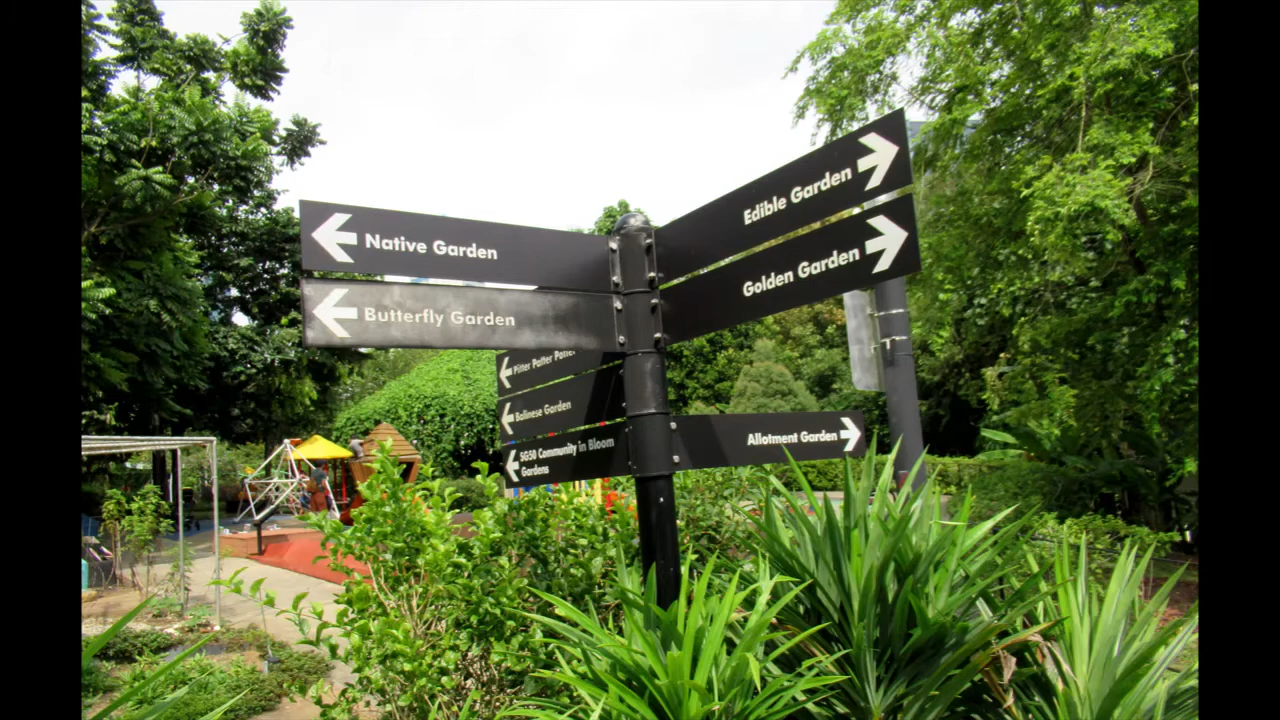 Native Garden
Butterfly Garden
Edible Garden
Golden Garden
Pitter Patter Potter
Balinese Garden
SG50 Community in Bloom
Gardens
Allotment Garden